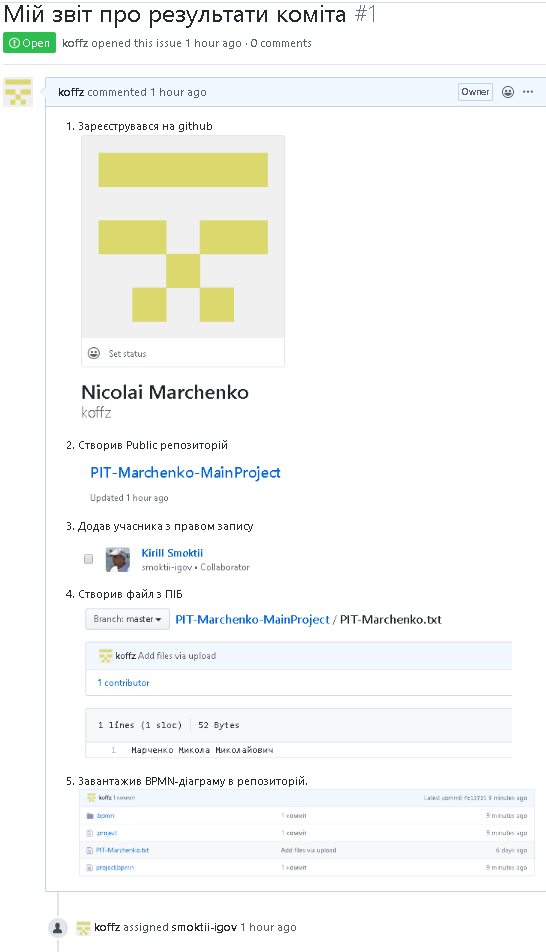 Мій звіт про результати коміта #1
Open koffz opened this issue 1 hour ago · 0 comments
koffz commented 1 hour ago Owner
1. Зареєструвався на github
Set status
Nicolai Marchenko
koffz
2. Створив Public репозиторій
PIT-Marchenko-MainProject
Updated 1 hour ago
3. Додав учасника з правом запису
Kirill Smoktii
smoktii-igov • Collaborator
4. Створив файл з ПІБ
Branch: master PIT-Marchenko-MainProject / PIT-Marchenko.txt
koffz Add files via upload
1 contributor
1 lines (1 sloc) 52 Bytes
1 Марченко Микола Миколайович
5. Завантажив BPMN-діаграму в репозиторій.
koffz 1 коммит Latest commit 9 minutes ago
.bpmn 1 коммит 9 minutes ago
.project 1 коммит 9 minutes ago
PIT-Marchenko.txt Add files via upload 6 days ago
project.bpmn 1 коммит 9 minutes ago
koffz assigned smoktii-igov 1 hour ago